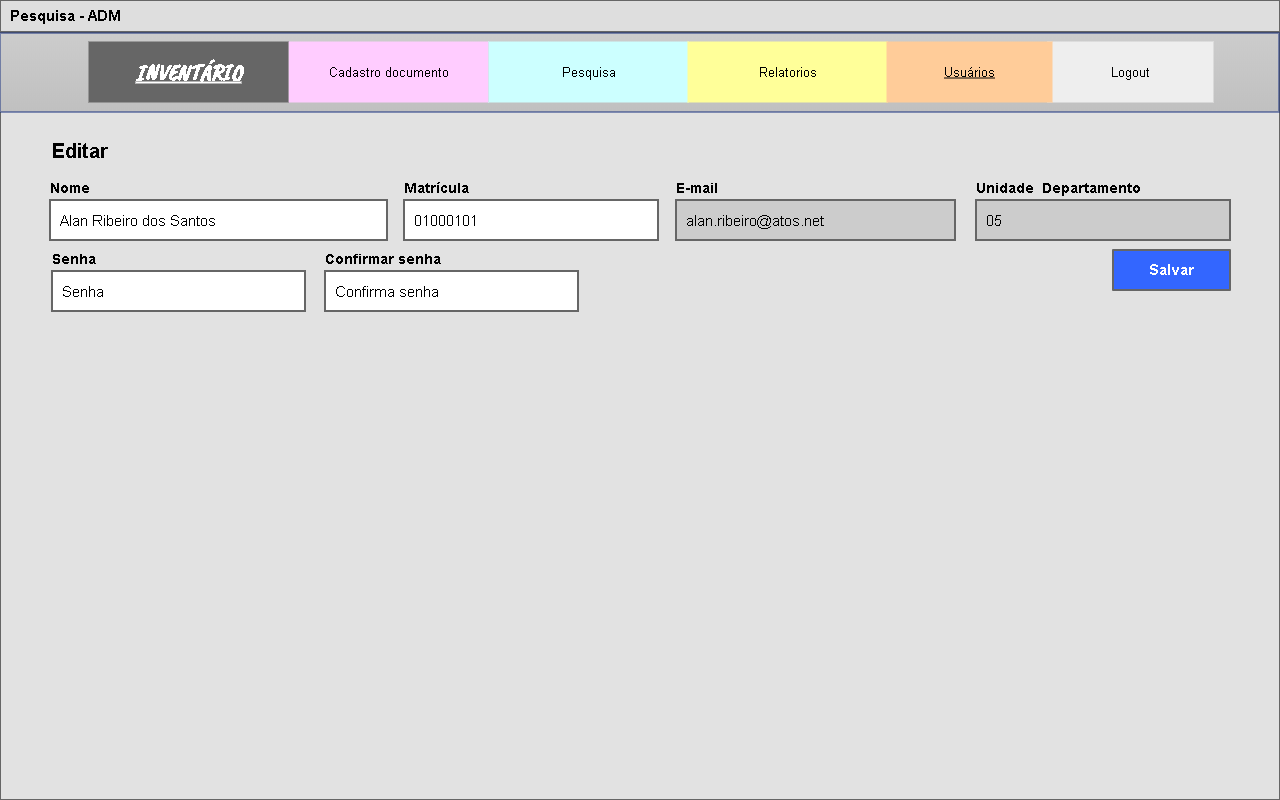 Pesquisa - ADM
INVENTÁRIO Cadastro documento Pesquisa Relatorios Usuários Logout
Editar
Nome Matrícula E-mail Unidade Departamento
Alan Ribeiro dos Santos 01000101 alan.ribeiro@atos.net 05
Senha Confirmar senha
Salvar
Senha Confirma senha